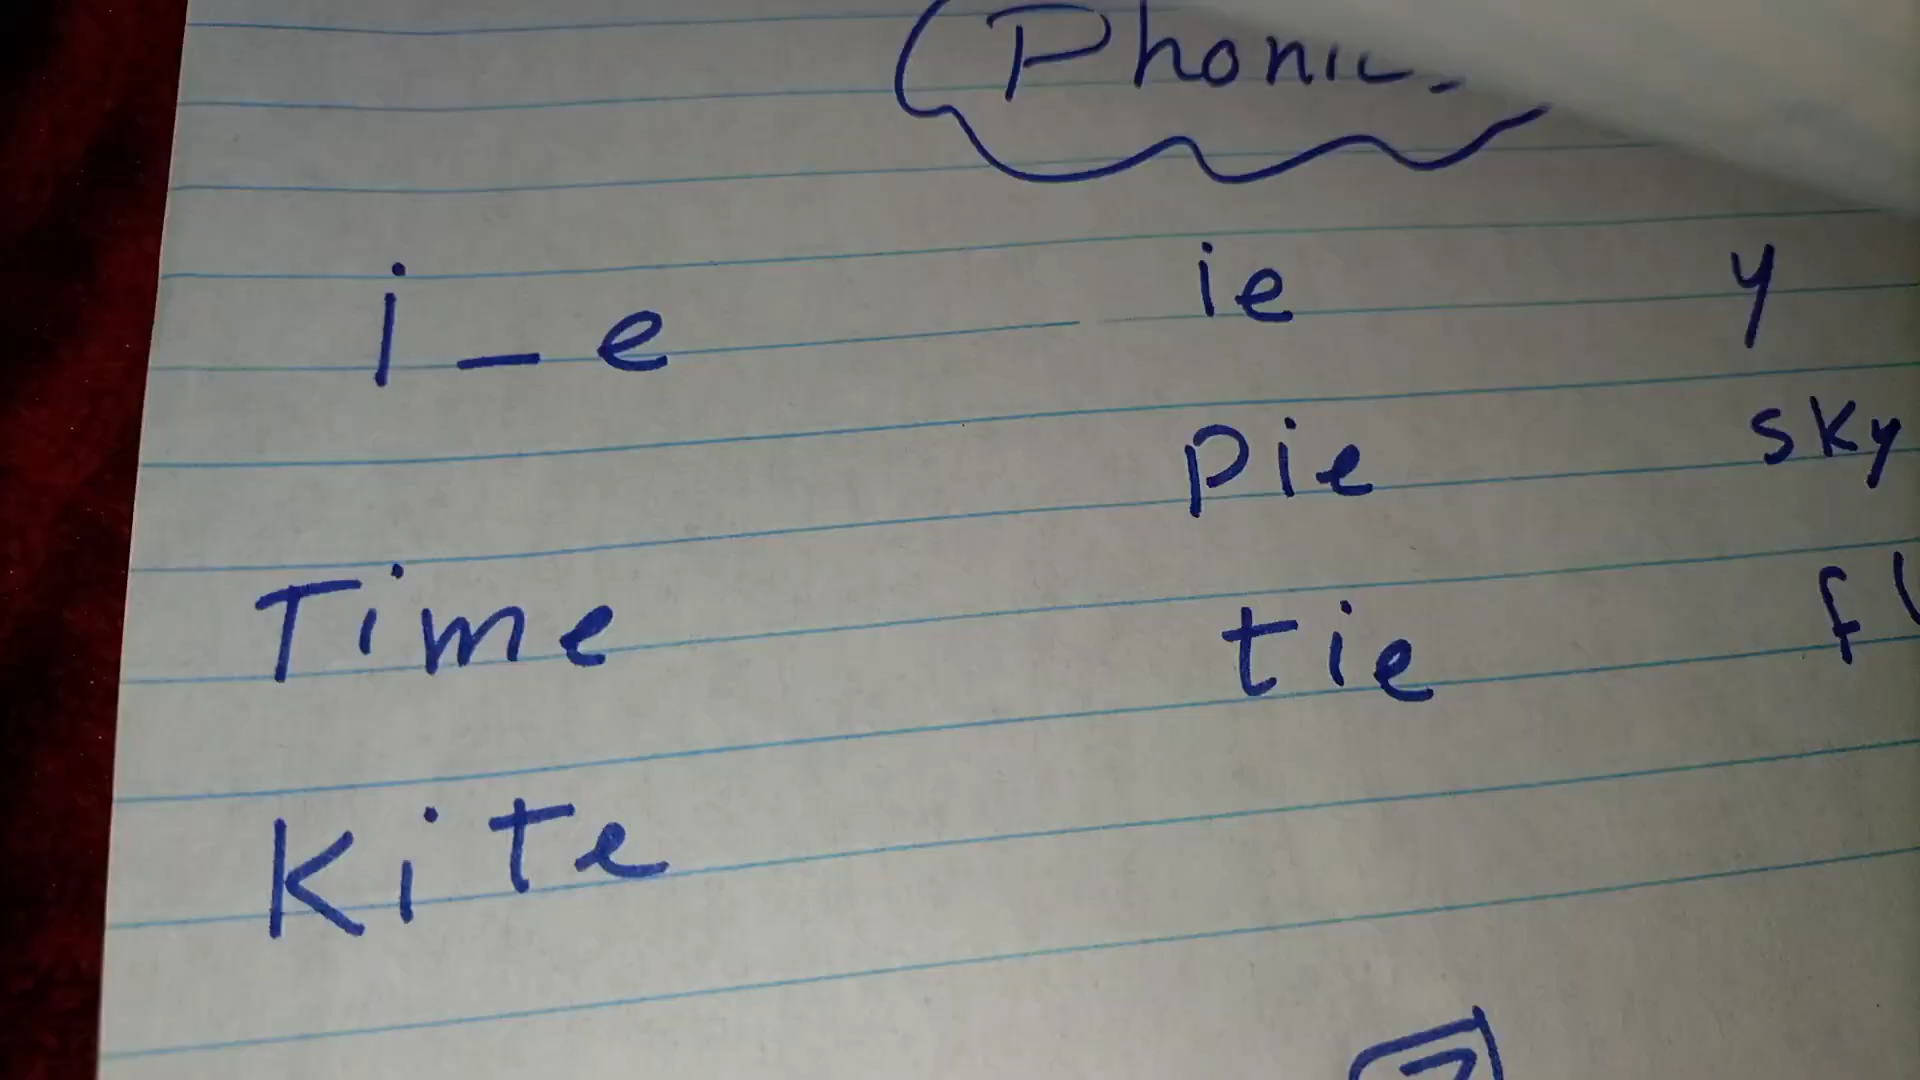 Phonic
i_e ie y
pie sky
Time tie
Kite